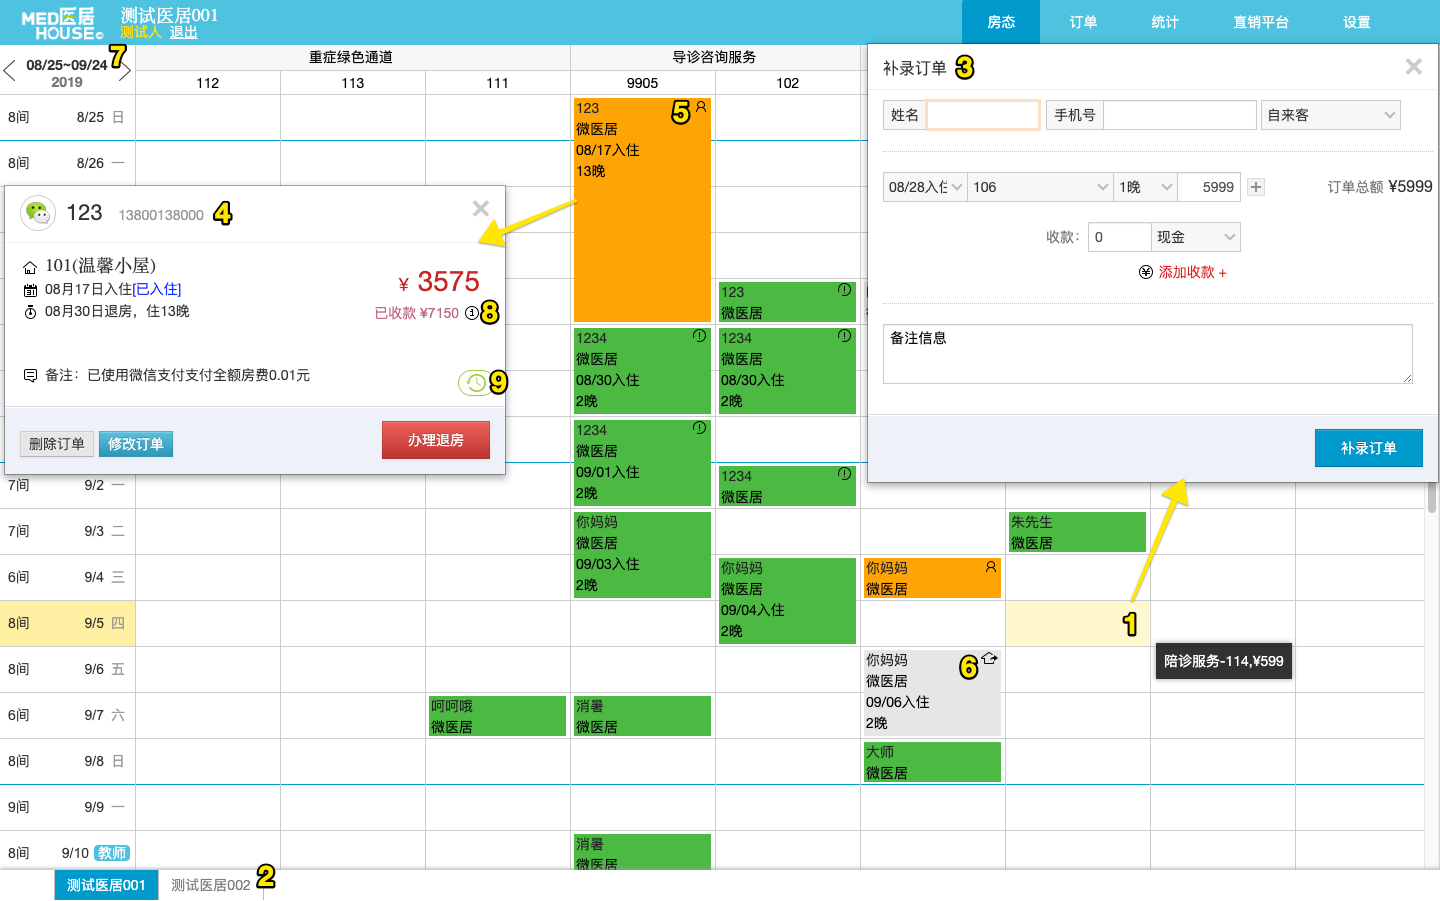 MED医居
HOUSE
测试医居001
测试人 退出
房态 订单 统计 直销平台 设置
08/25~09/24
2019
7
重症绿色通道 导诊咨询服务
112 113 111 9905 102
8间 8/25 日
8间 8/26 一
123
微医居
08/17入住
13晚
5
123 13800138000 4
101(温馨小屋)
08月17日入住[已入住]
08月30日退房，住13晚
¥ 3575
已收款 ¥7150
8
备注：已使用微信支付支付全额房费0.01元
9
删除订单 修改订单 办理退房
补录订单 3
姓名 手机号 自来客
08/28入住 106 1晚 5999 + 订单总额 ¥5999
收款： 0 现金
添加收款 +
备注信息
补录订单
123
微医居
1234
微医居
08/30入住
2晚
1234
微医居
08/30入住
2晚
1234
微医居
09/01入住
2晚
1234
微医居
7间 9/2 一
7间 9/3 二
你妈妈
微医居
09/03入住
2晚
朱先生
微医居
6间 9/4 三
你妈妈
微医居
09/04入住
2晚
你妈妈
微医居
8间 9/5 四
1
陪诊服务-114,¥599
8间 9/6 五
你妈妈
微医居
09/06入住
2晚
6
6间 9/7 六
呵呵哦
微医居
消暑
微医居
8间 9/8 日
大师
微医居
9间 9/9 一
8间 9/10 教师
消暑
微医居
测试医居001 测试医居002 2